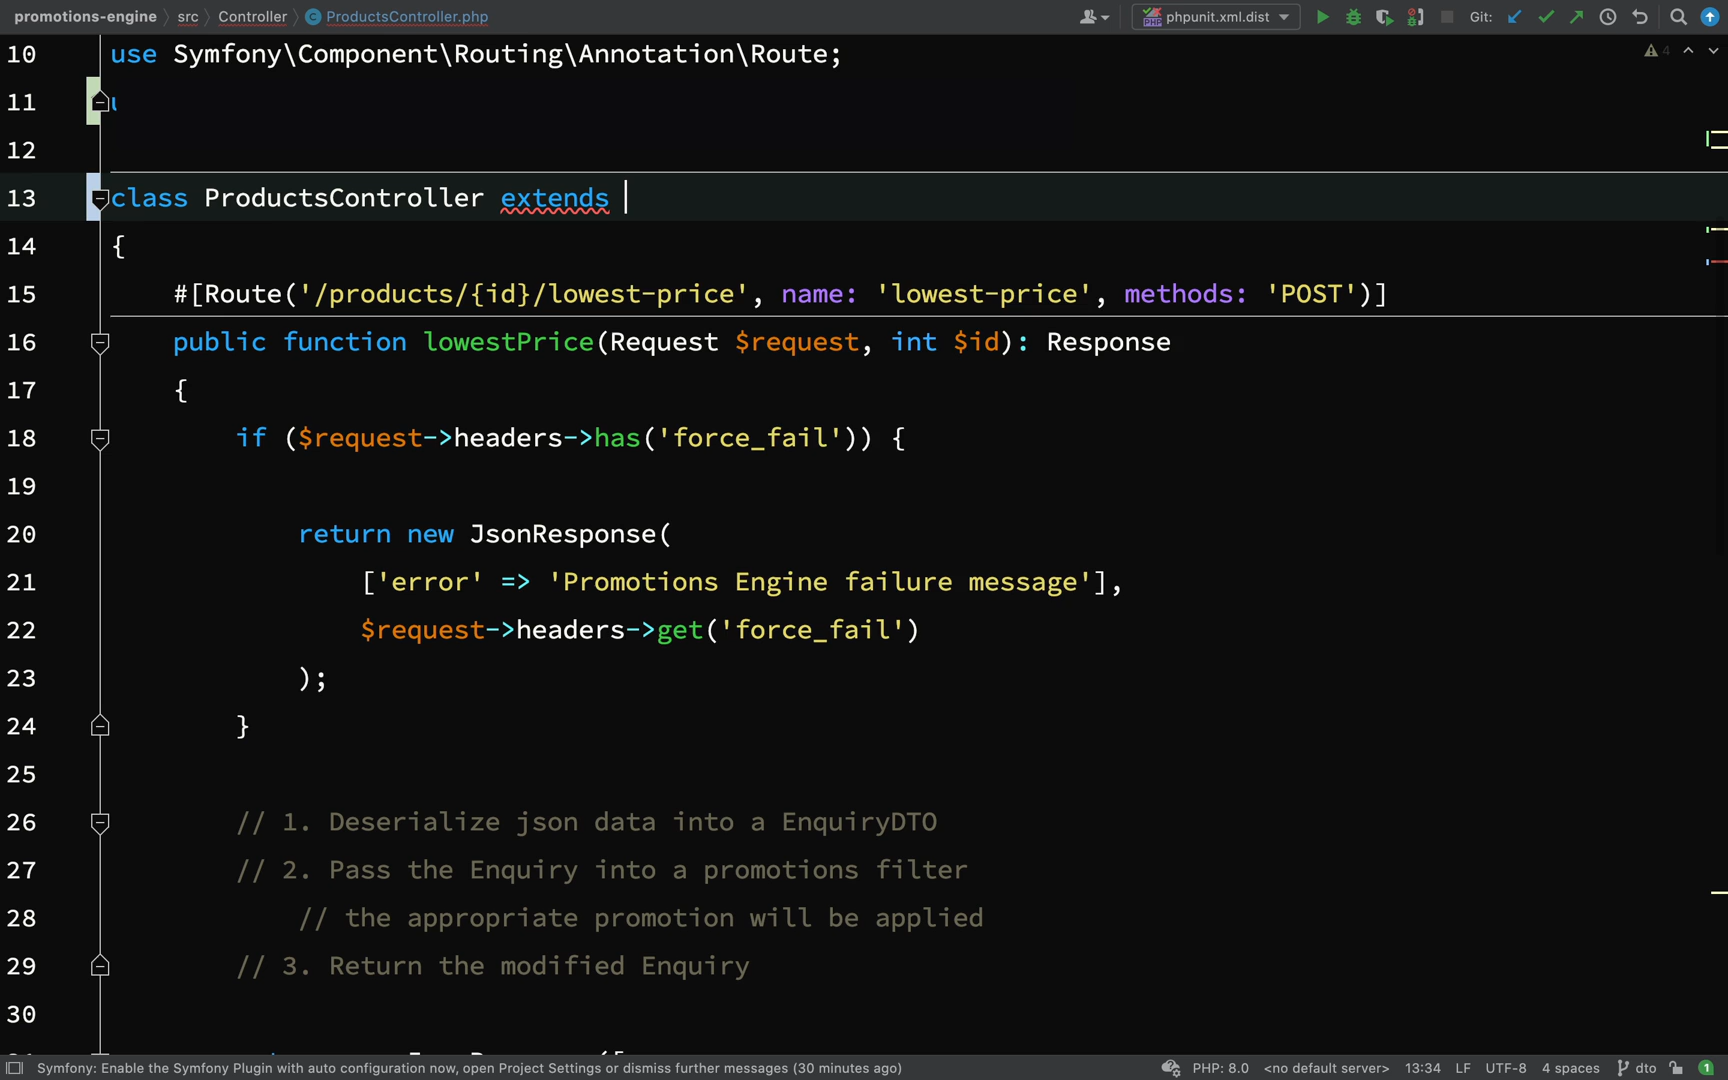 promotions-engine src Controller ProductsController.php phpunit.xml.dist Git:
10 use Symfony\Component\Routing\Annotation\Route; 4
11
12
13 class ProductsController extends
14 {
15 #[Route('/products/{id}/lowest-price', name: 'lowest-price', methods: 'POST')]
16 public function lowestPrice(Request $request, int $id): Response
17 {
18 if ($request->headers->has('force_fail')) {
19
20 return new JsonResponse(
21 ['error' => 'Promotions Engine failure message'],
22 $request->headers->get('force_fail')
23 );
24 }
25
26 // 1. Deserialize json data into a EnquiryDTO
27 // 2. Pass the Enquiry into a promotions filter
28 // the appropriate promotion will be applied
29 // 3. Return the modified Enquiry
30
Symfony: Enable the Symfony Plugin with auto configuration now, open Project Settings or dismiss further messages (30 minutes ago) PHP: 8.0 <no default server> 13:34 LF UTF-8 4 spaces dto 1